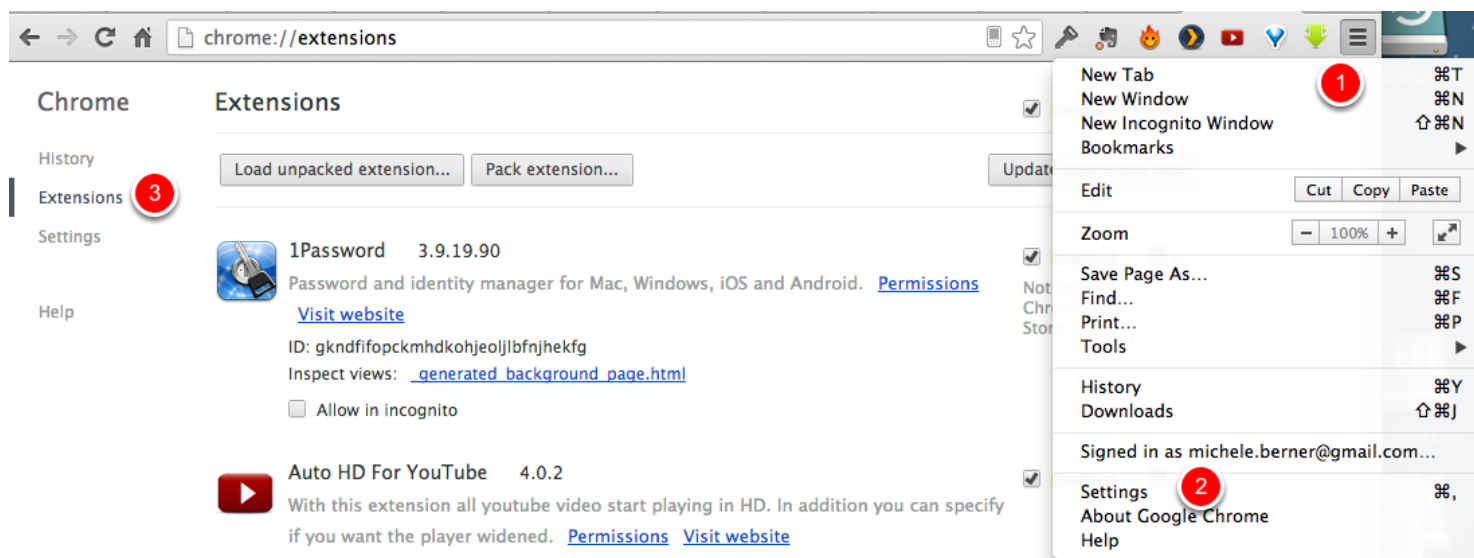 chrome://extensions
Chrome
Extensions
History
Extensions
3
Settings
Help
Load unpacked extension...
Pack extension...
1Password 3.9.19.90
Password and identity manager for Mac, Windows, iOS and Android. Permissions
Visit website
ID: gkndfifopckmhdkohjeoljlbfnjhekfg
Inspect views: _generated_background_page.html
Allow in incognito
Not
Auto HD For YouTube 4.0.2
With this extension all youtube video start playing in HD. In addition you can specify
if you want the player widened. Permissions Visit website
1
New Tab ⌘T
New Window ⌘N
New Incognito Window ⇧⌘N
Bookmarks ▶
Edit Cut Copy Paste
Zoom − 100% +
Save Page As... ⌘S
Find... ⌘F
Print... ⌘P
Tools ▶
History ⌘Y
Downloads ⇧⌘J
Signed in as michele.berner@gmail.com...
Settings ⌘,
2
About Google Chrome
Help